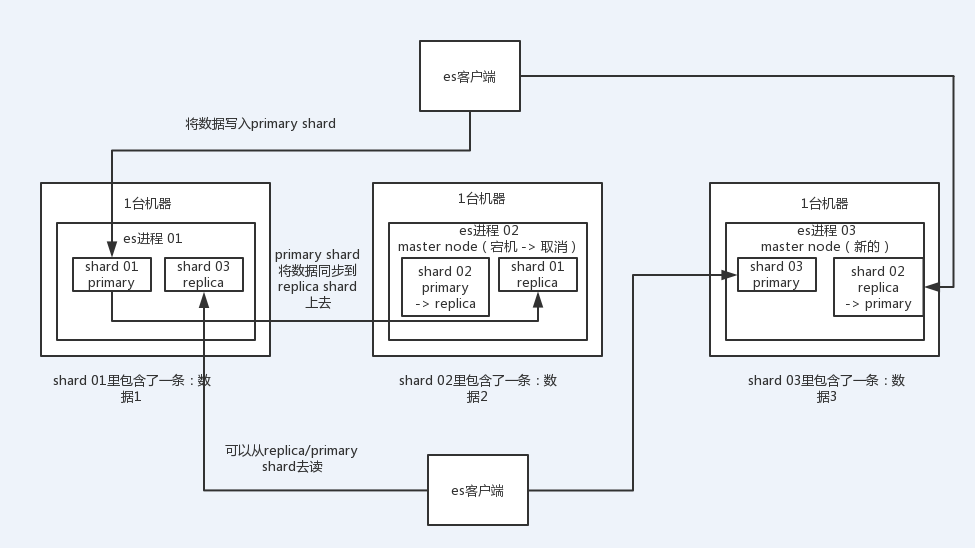 es客户端
将数据写入primary shard
1台机器
es进程 01
shard 01
primary
shard 03
replica
primary shard
将数据同步到
replica shard
上去
1台机器
es进程 02
master node（宕机 -> 取消）
shard 02
primary
-> replica
shard 01
replica
1台机器
es进程 03
master node（新的）
shard 03
primary
shard 02
replica
-> primary
shard 01里包含了一条：数
据1
shard 02里包含了一条：数
据2
shard 03里包含了一条：数
据3
可以从replica/primary
shard去读
es客户端